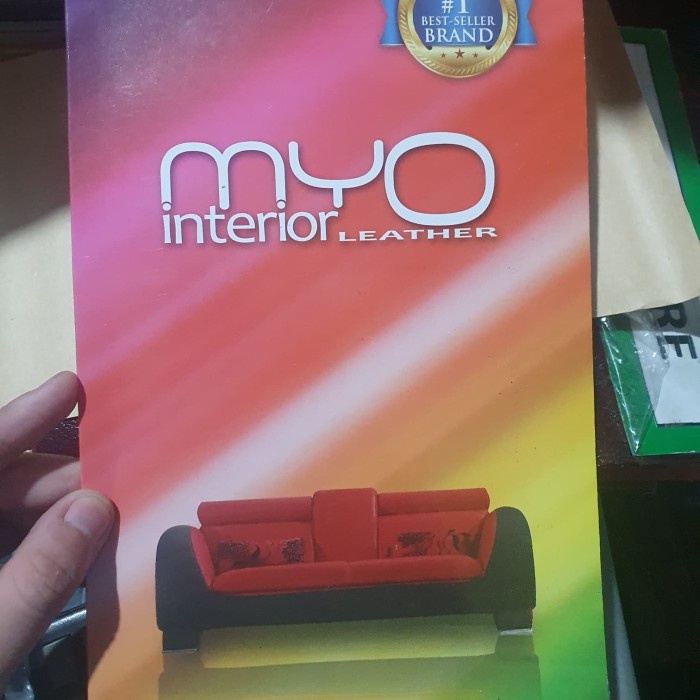 #1
BEST-SELLER
BRAND
myo
interior LEATHER
RE